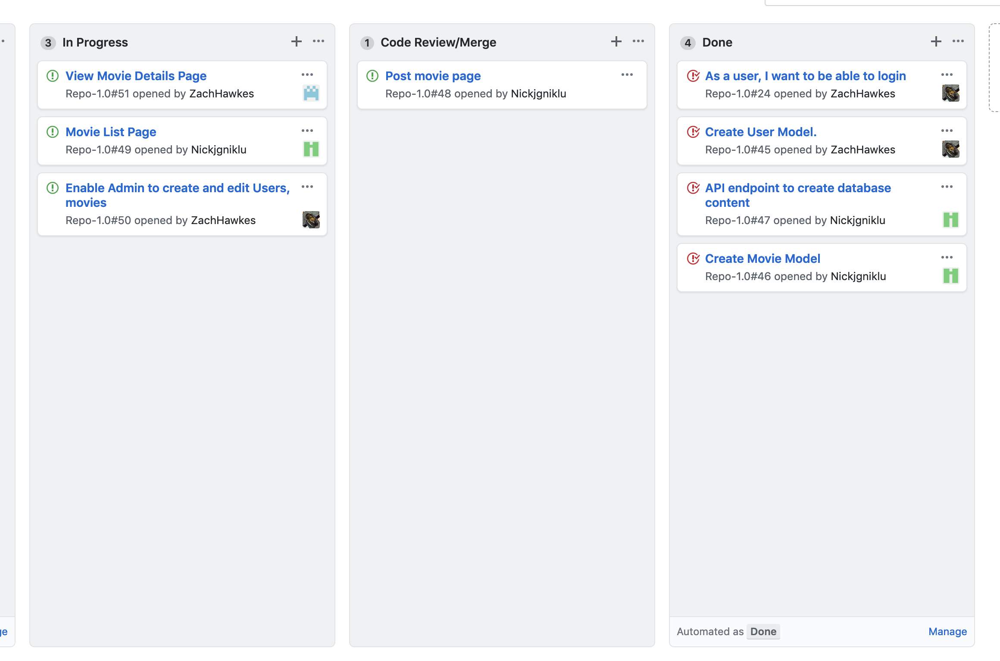 3 In Progress
View Movie Details Page
Repo-1.0#51 opened by ZachHawkes
Movie List Page
Repo-1.0#49 opened by Nickjgniklu
Enable Admin to create and edit Users,
movies
Repo-1.0#50 opened by ZachHawkes
1 Code Review/Merge
Post movie page
Repo-1.0#48 opened by Nickjgniklu
4 Done
As a user, I want to be able to login
Repo-1.0#24 opened by ZachHawkes
Create User Model.
Repo-1.0#45 opened by ZachHawkes
API endpoint to create database
content
Repo-1.0#47 opened by Nickjgniklu
Create Movie Model
Repo-1.0#46 opened by Nickjgniklu
Automated as Done
Manage